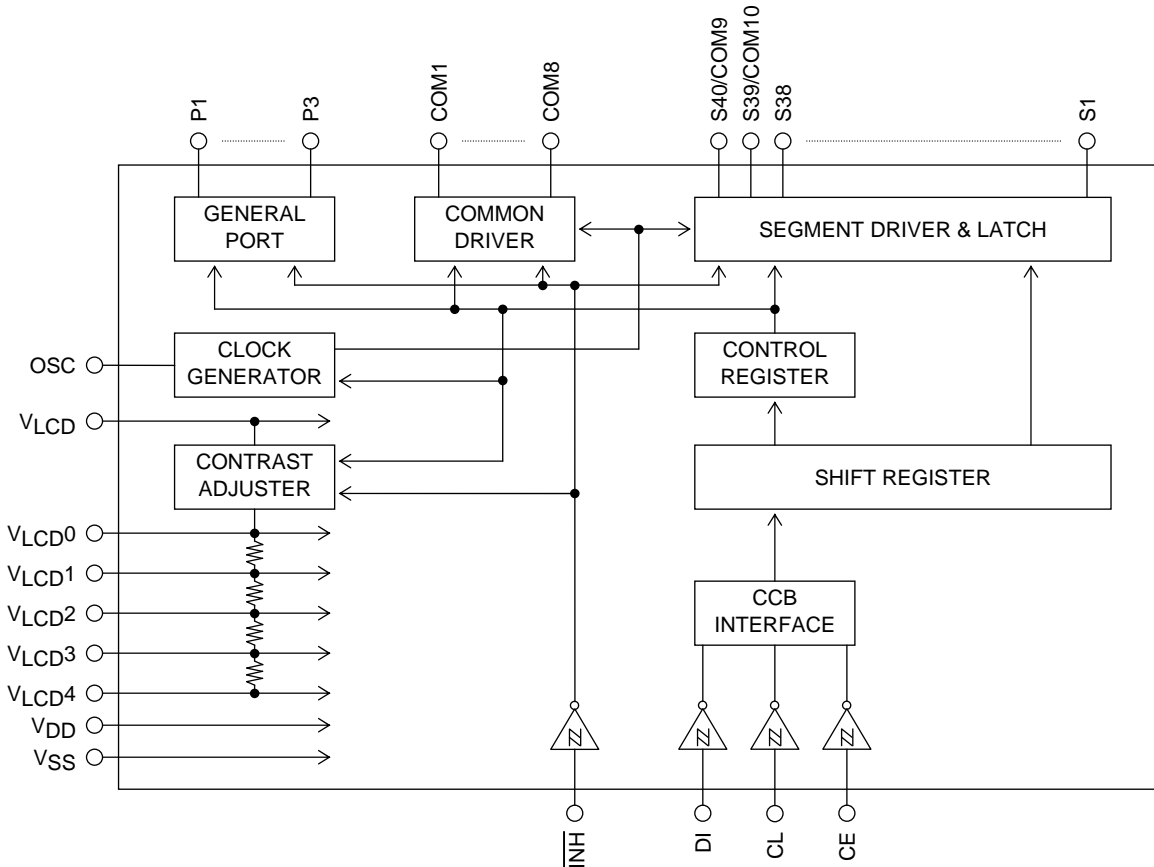 P1
P3
COM1
COM8
S40/COM9
S39/COM10
S38
S1
GENERAL
PORT
COMMON
DRIVER
SEGMENT DRIVER & LATCH
OSC
CLOCK
GENERATOR
CONTROL
REGISTER
VLCD
CONTRAST
ADJUSTER
SHIFT REGISTER
VLCD0
VLCD1
VLCD2
VLCD3
VLCD4
VDD
VSS
CCB
INTERFACE
INH
DI
CL
CE